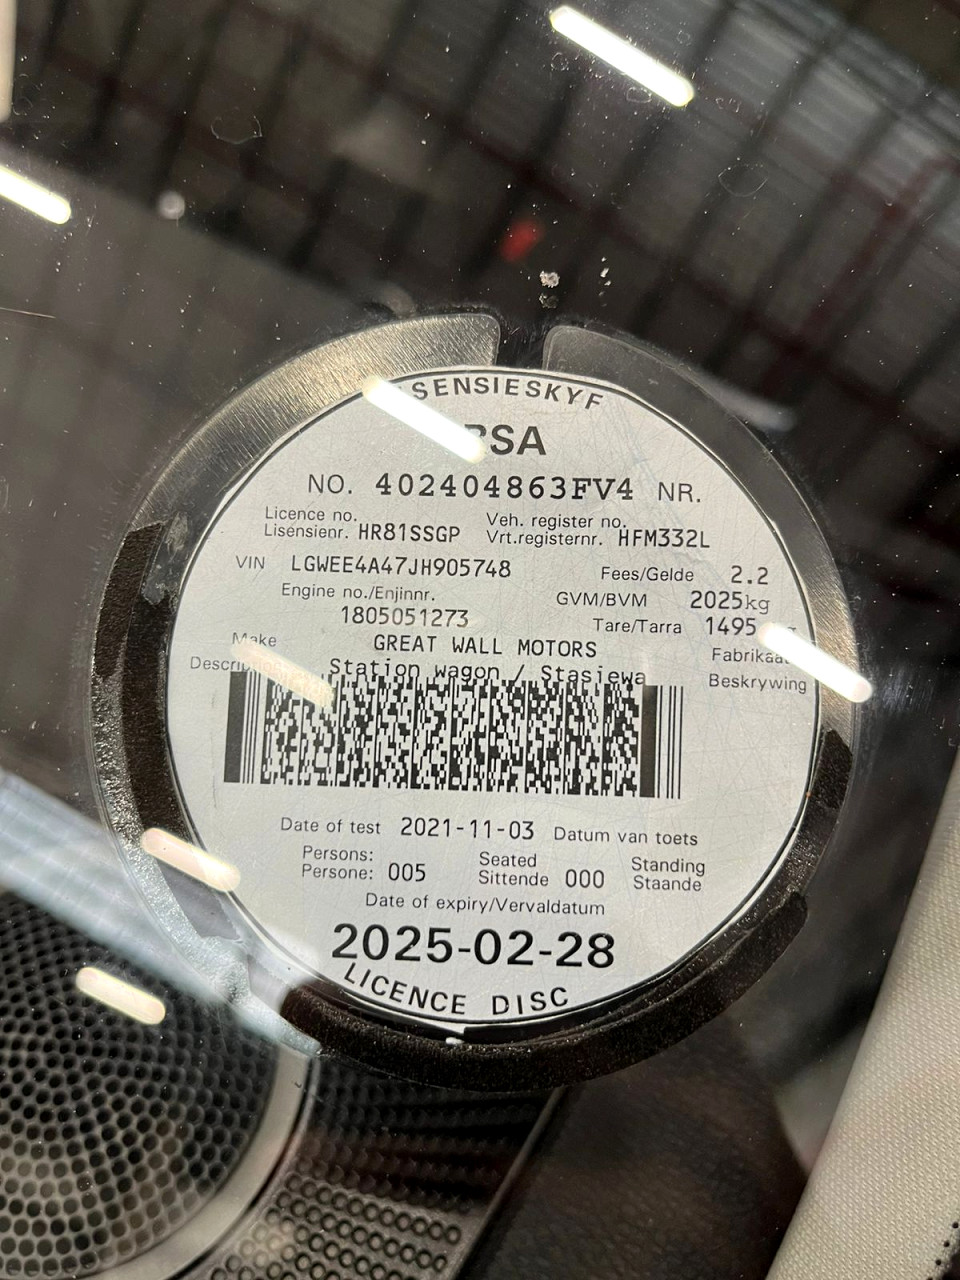 SENSIESKYF
RSA
NO. 402404863FV4 NR.
Licence no. Veh. register no.
Lisensienr. HR81SSGP Vrt.registernr. HFM332L
VIN LGWEE4A47JH905748 Fees/Gelde 2.2
Engine no./Enjinnr. GVM/BVM 2025kg
1805051273 Tare/Tarra 1495
Make GREAT WALL MOTORS Fabrikaat
Description Station wagon / Stasiewa Beskrywing
Date of test 2021-11-03 Datum van toets
Persons: Seated Standing
Persone: 005 Sittende 000 Staande
Date of expiry/Vervaldatum
2025-02-28
LICENCE DISC